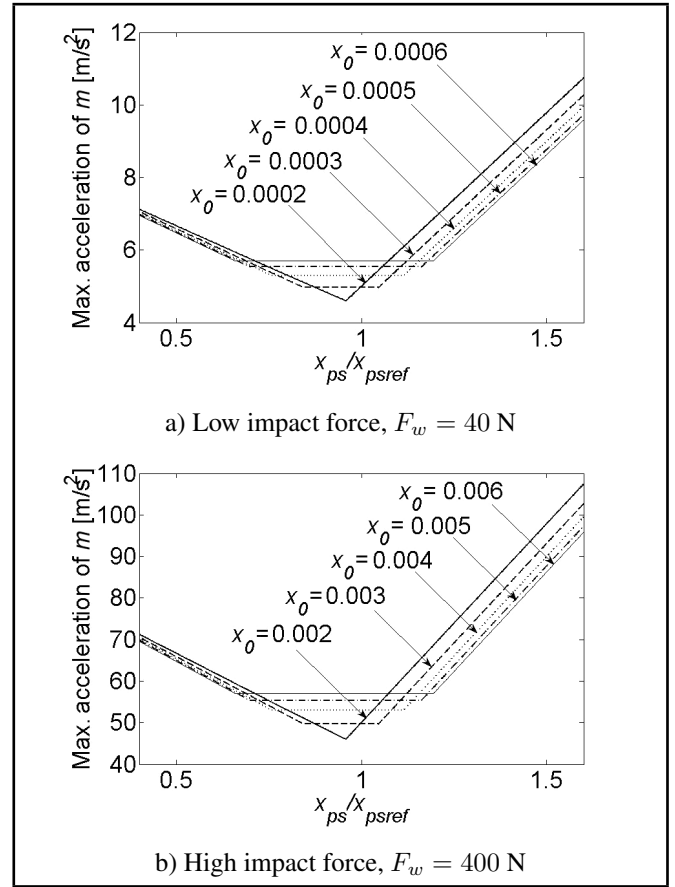 12
10
8
6
4
Max. acceleration of m [m/s²]
x₀= 0.0006
x₀= 0.0005
x₀= 0.0004
x₀= 0.0003
x₀= 0.0002
0.5 1 1.5
xₚₛ/xₚₛᵣₑf
a) Low impact force, F_w = 40 N
110
100
90
80
70
60
50
40
Max. acceleration of m [m/s²]
x₀= 0.006
x₀= 0.005
x₀= 0.004
x₀= 0.003
x₀= 0.002
0.5 1 1.5
xₚₛ/xₚₛᵣₑf
b) High impact force, F_w = 400 N